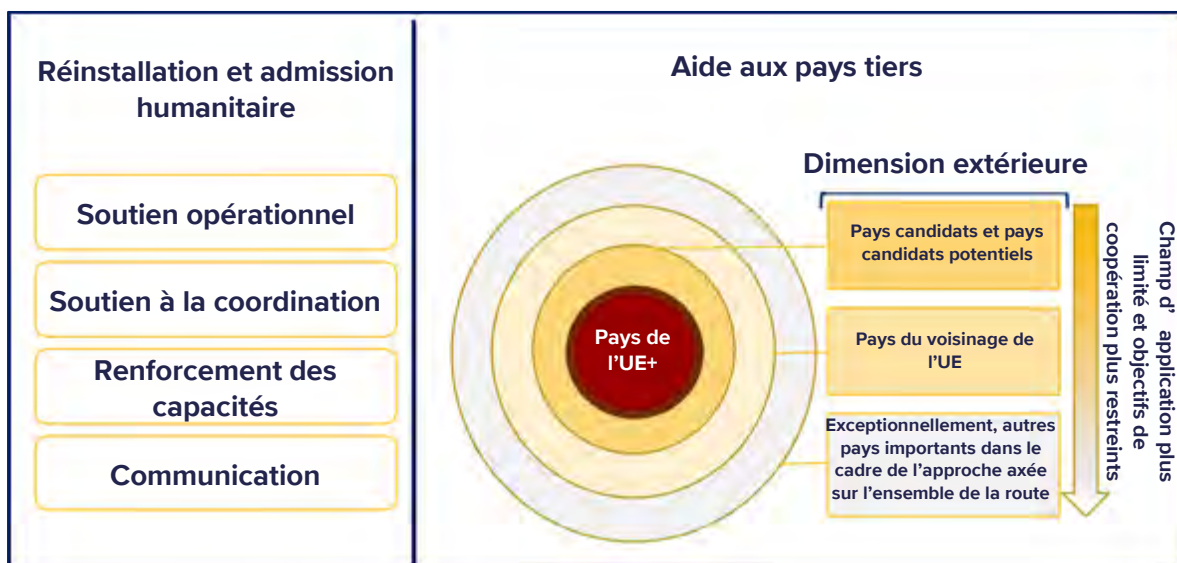 Réinstallation et admission
humanitaire
Soutien opérationnel
Soutien à la coordination
Renforcement des
capacités
Communication
Aide aux pays tiers
Dimension extérieure
Pays de
l’UE+
Pays candidats et pays
candidats potentiels
Pays du voisinage de
l’UE
Exceptionnellement, autres
pays importants dans le
cadre de l’approche axée
sur l’ensemble de la route
Champ d’ application plus
limité et objectifs de
coopération plus restreints